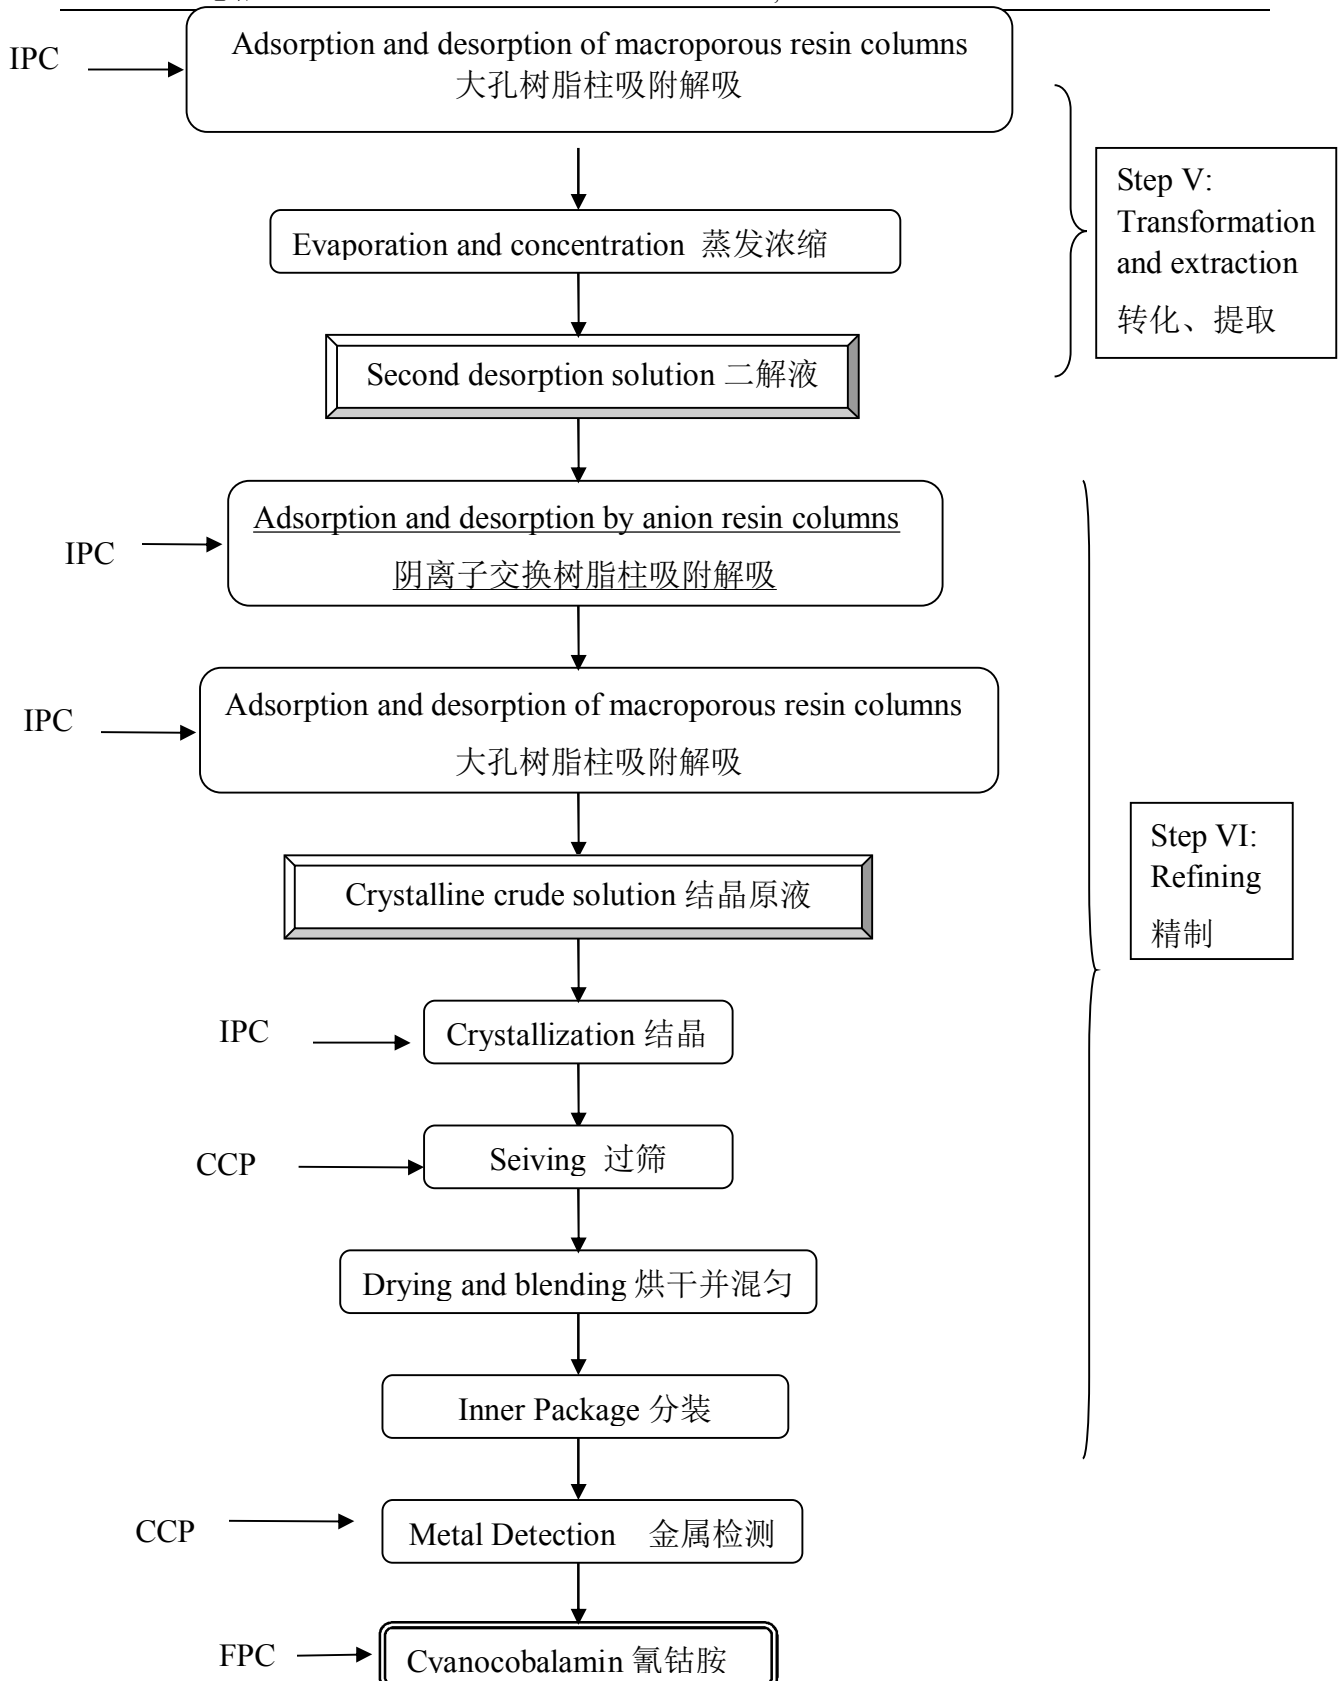 IPC
Adsorption and desorption of macroporous resin columns
大孔树脂柱吸附解吸
Evaporation and concentration 蒸发浓缩
Second desorption solution 二解液
Step V:
Transformation
and extraction
转化、提取
IPC
Adsorption and desorption by anion resin columns
阴离子交换树脂柱吸附解吸
IPC
Adsorption and desorption of macroporous resin columns
大孔树脂柱吸附解吸
Crystalline crude solution 结晶原液
IPC
Crystallization 结晶
CCP
Seiving 过筛
Drying and blending 烘干并混匀
Inner Package 分装
Step VI:
Refining
精制
CCP
Metal Detection 金属检测
FPC
Cyanocobalamin 氰钴胺